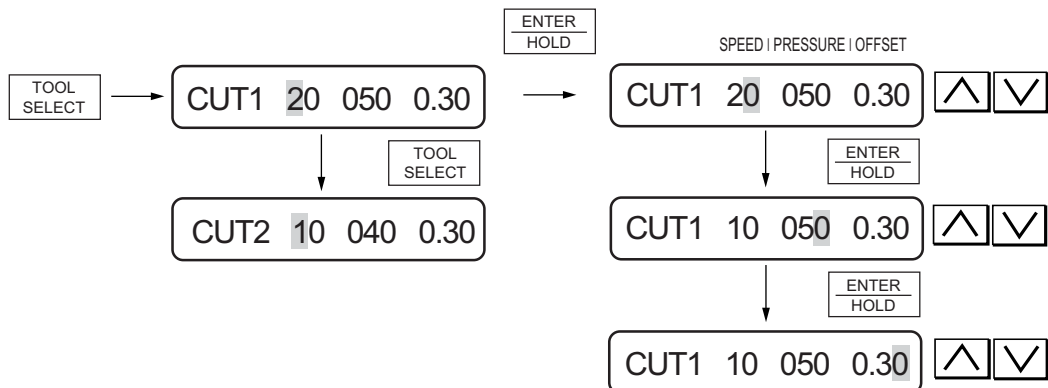 TOOL
SELECT
CUT1 20 050 0.30
TOOL
SELECT
CUT2 10 040 0.30
ENTER
HOLD
SPEED | PRESSURE | OFFSET
CUT1 20 050 0.30
ENTER
HOLD
CUT1 10 050 0.30
ENTER
HOLD
CUT1 10 050 0.30